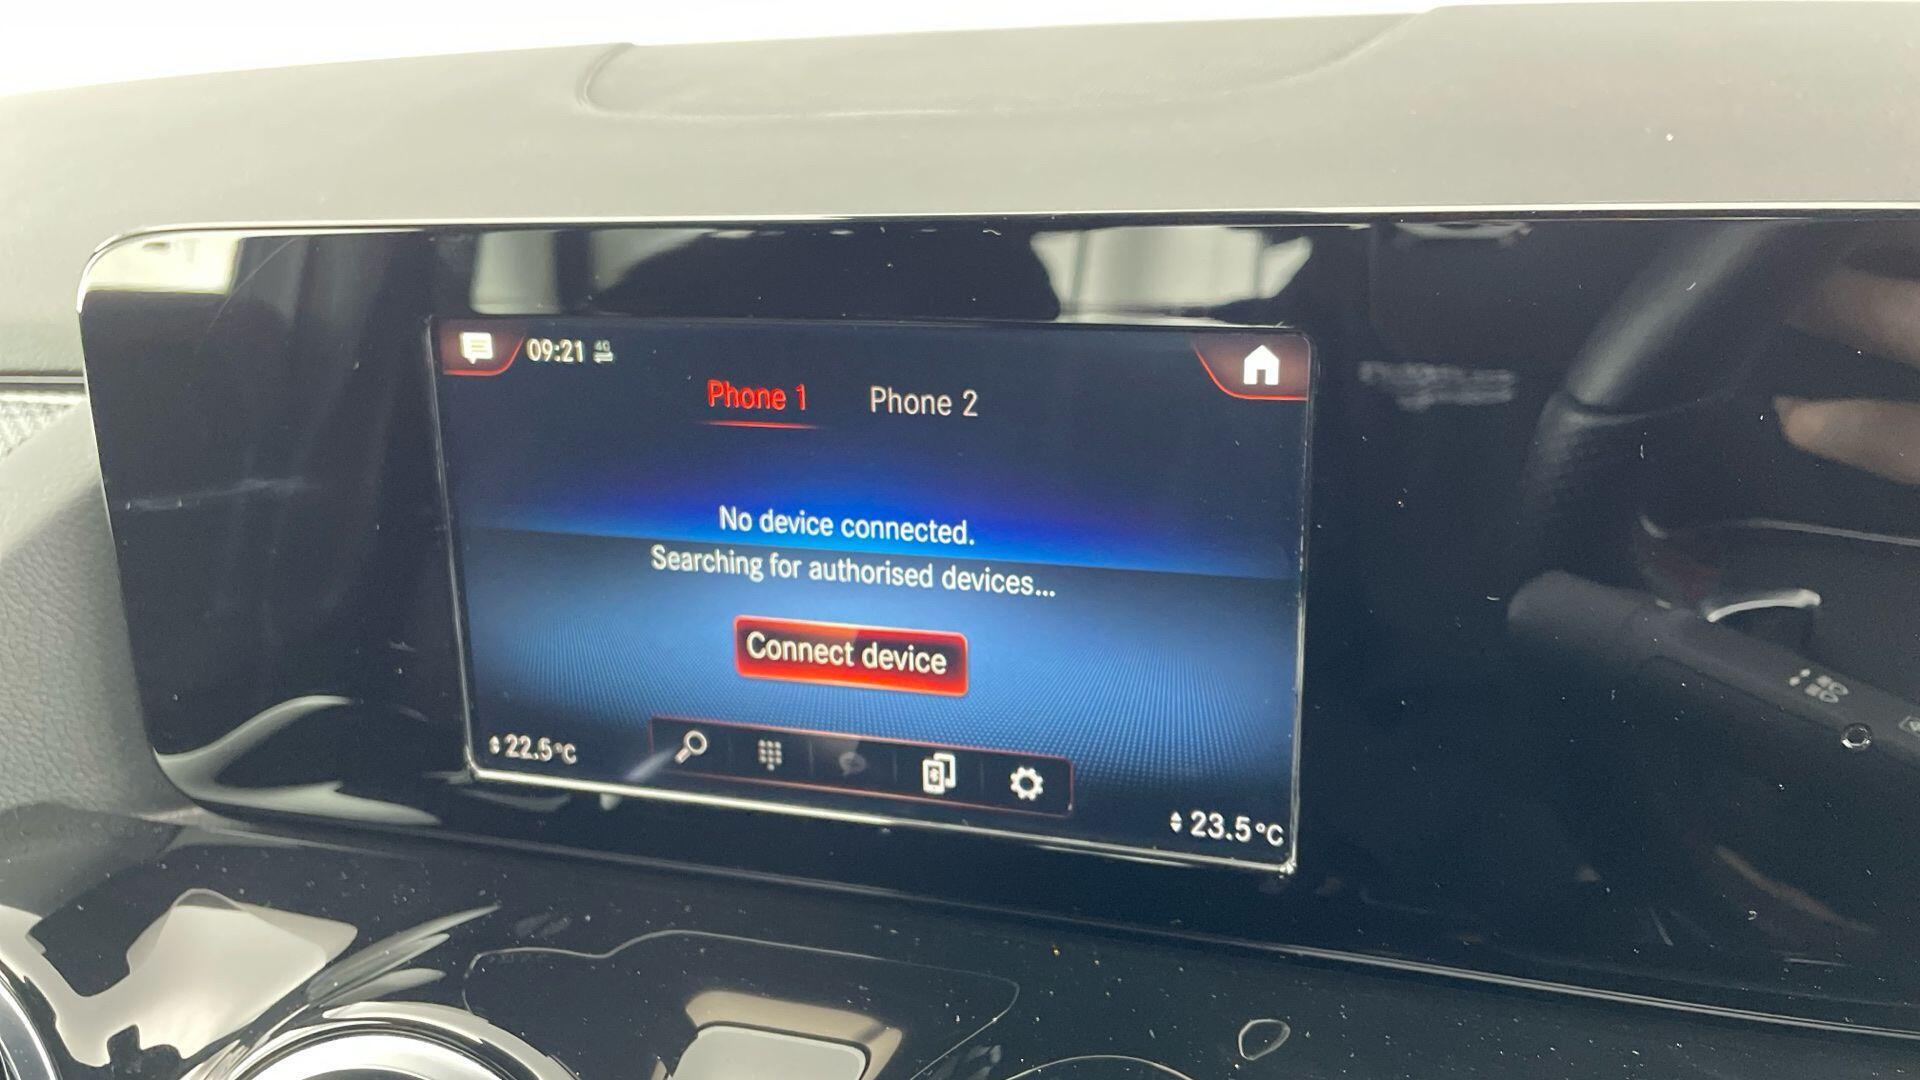 09:21 4G
Phone 1 Phone 2
No device connected.
Searching for authorised devices...
Connect device
22.5°C
23.5°C